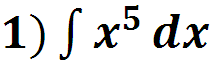 1) ∫ x⁵ dx